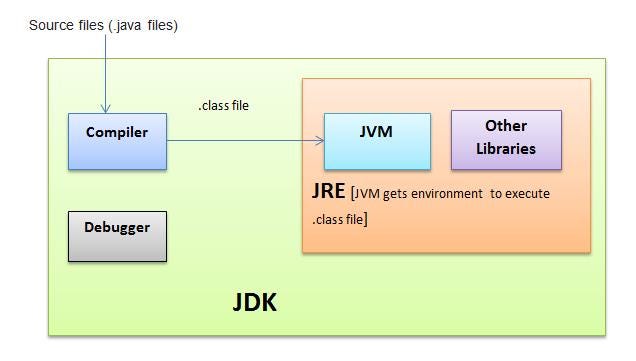 Source files (.java files)
.class file
Compiler
JVM
Other
Libraries
JRE [JVM gets environment to execute
.class file]
Debugger
JDK